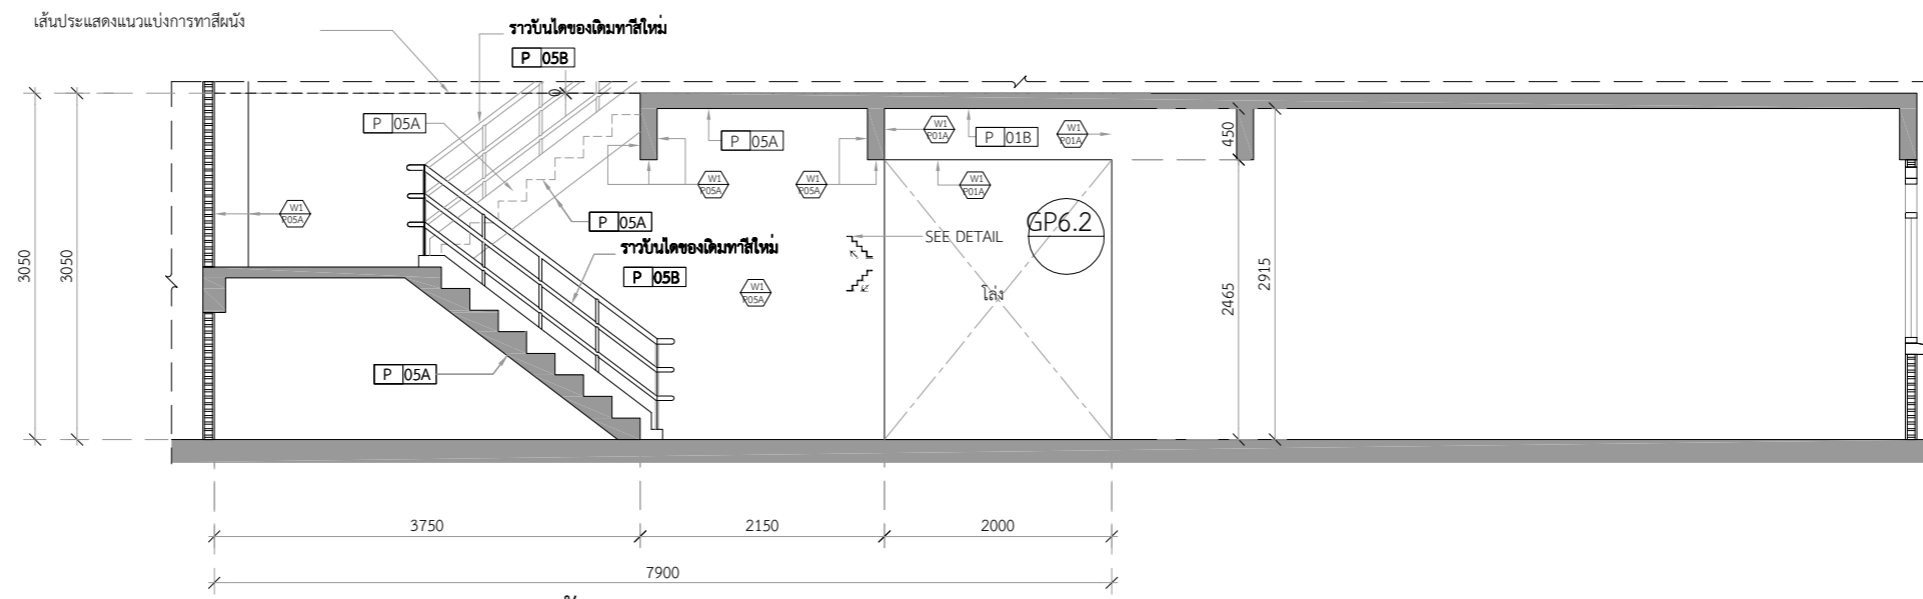 เส้นประแสดงแนวแบ่งการทาสีผนัง
ราวบันไดของเดิมทาสีใหม่
P 05B
0
P 05A
P 05A
W1
P05A
W1
P05A
W1
P01A
P 01B
W1
P01A
450
W1
P01A
W1
P05A
P 05A
ราวบันไดของเดิมทาสีใหม่
P 05B
SEE DETAIL
GP6.2
W1
P05A
โล่ง
3050
3050
2465
2915
P 05A
3750
2150
2000
7900